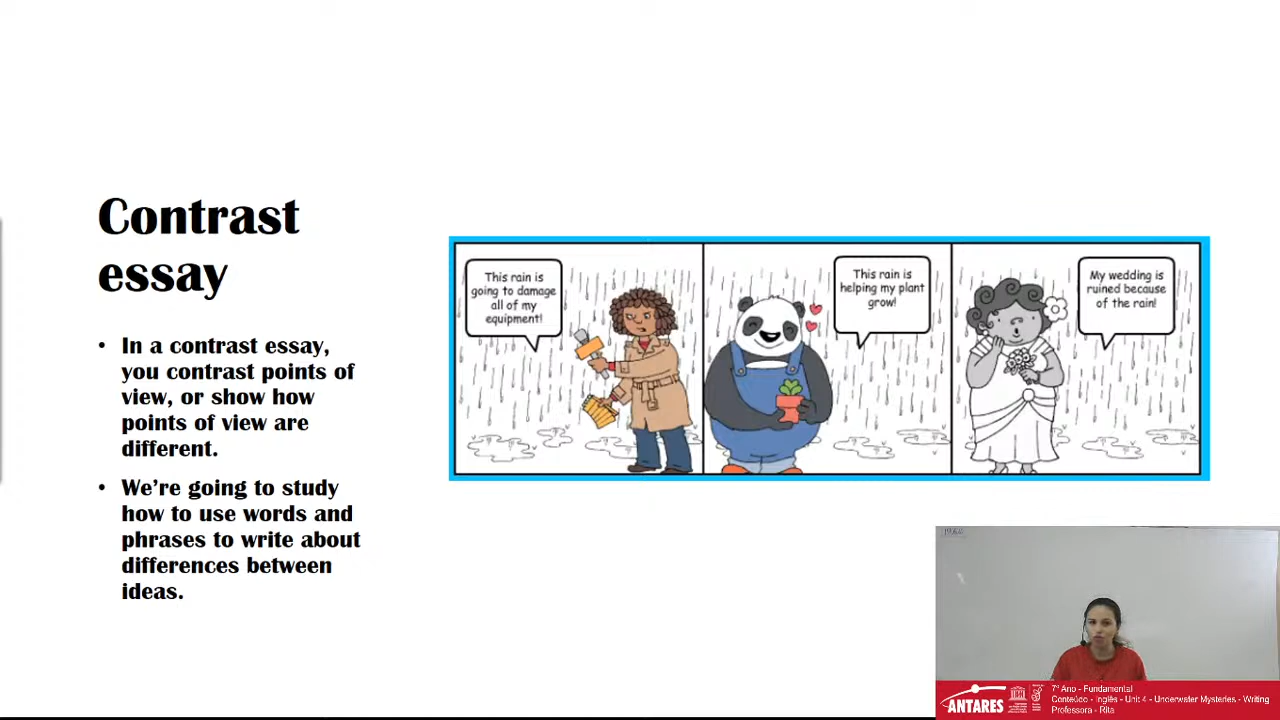 Contrast
essay
• In a contrast essay,
you contrast points of
view, or show how
points of view are
different.
• We're going to study
how to use words and
phrases to write about
differences between
ideas.
This rain is
going to damage
all of my
equipment!
This rain is
helping my plant
grow!
My wedding is
ruined because
of the rain!
ANTARES
7º Ano - Fundamental
Conteúdo - Inglês - Unit 4 - Underwater Mysteries - Writing
Professora - Rita